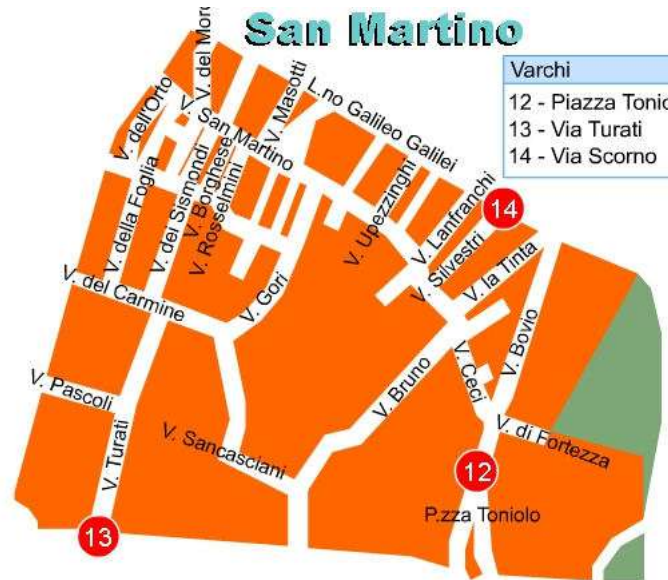 San Martino
Varchi
12 - Piazza Tonio
13 - Via Turati
14 - Via Scorno
V. del Moro
V. Masotti
L.no Galileo Galilei
V. dell'Orto
V. San Martino
V. Borghese
V. Rosselmini
V. dei Sismondi
V. della Foglia
V. Upezzinghi
V. Lanfranchi
14
V. Silvestri
V. la Tinta
V. del Carmine
V. Gori
V. Bovio
V. Ceci
V. Bruno
V. Pascoli
V. Turati
V. Sancasciani
V. di Fortezza
12
P.zza Toniolo
13